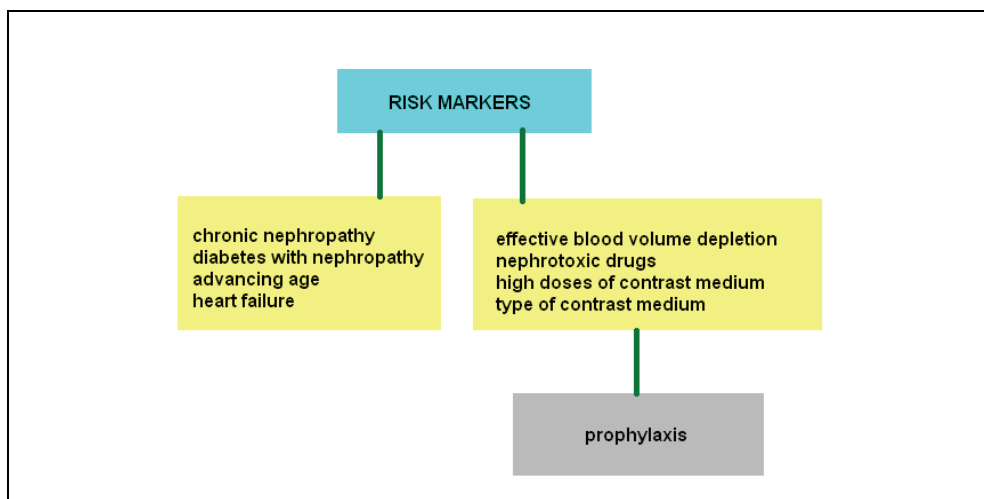 RISK MARKERS
chronic nephropathy
diabetes with nephropathy
advancing age
heart failure
effective blood volume depletion
nephrotoxic drugs
high doses of contrast medium
type of contrast medium
prophylaxis